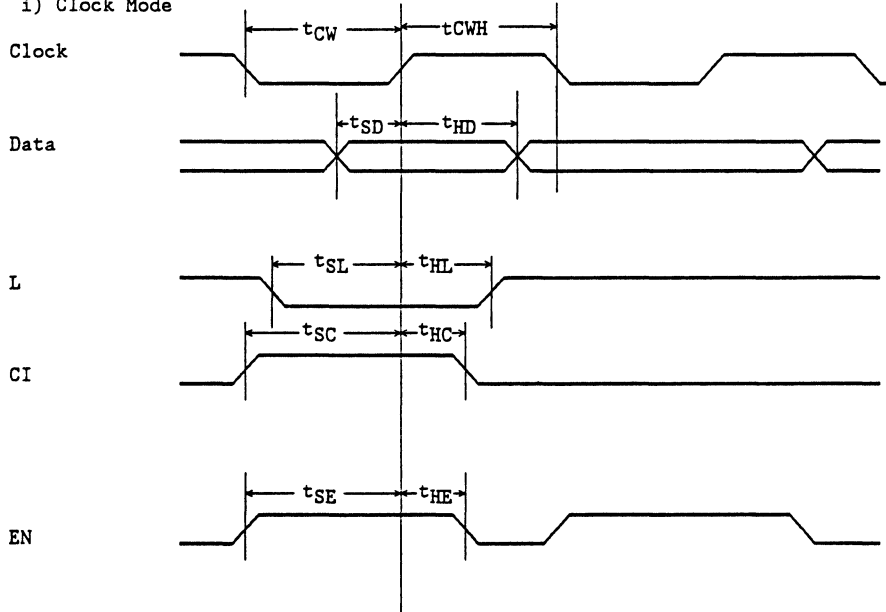 i) Clock Mode
tCW tCWH
Clock
tSD tHD
Data
tSL tHL
L
tSC tHC
CI
tSE tHE
EN